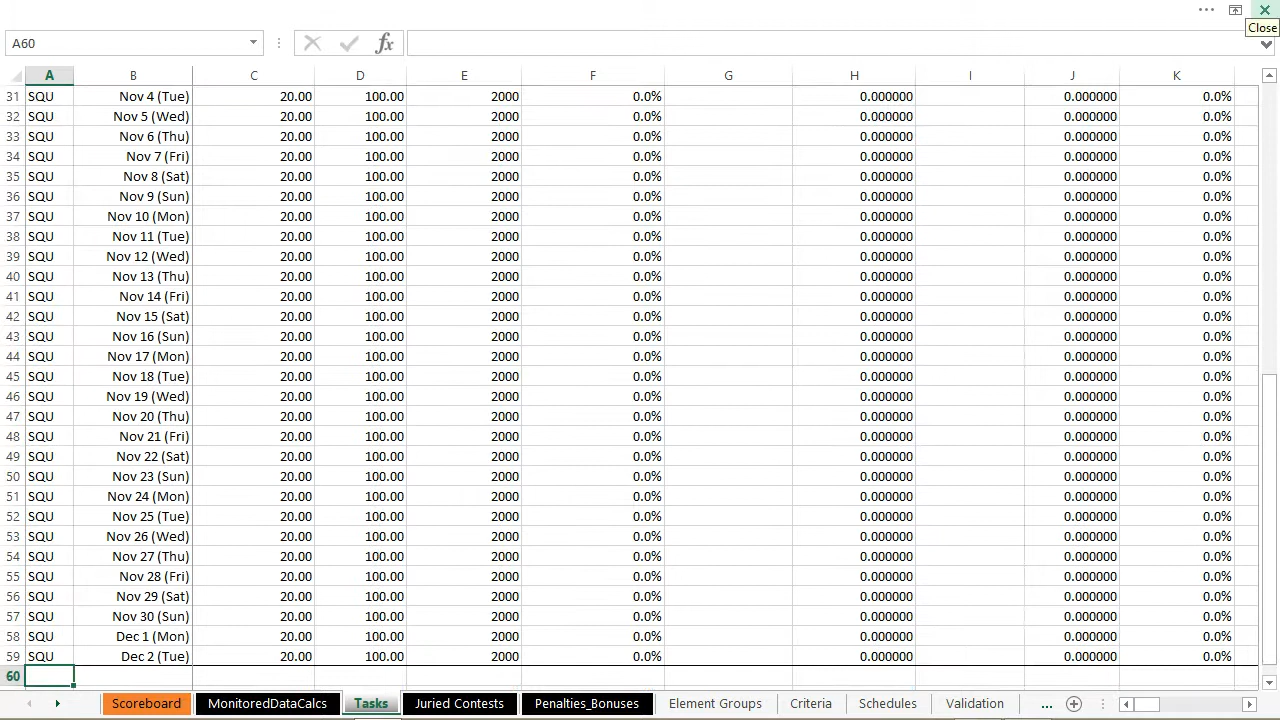 Close
A60 fx
A B C D E F G H I J K
31 SQU Nov 4 (Tue) 20.00 100.00 2000 0.0% 0.000000 0.000000 0.0%
32 SQU Nov 5 (Wed) 20.00 100.00 2000 0.0% 0.000000 0.000000 0.0%
33 SQU Nov 6 (Thu) 20.00 100.00 2000 0.0% 0.000000 0.000000 0.0%
34 SQU Nov 7 (Fri) 20.00 100.00 2000 0.0% 0.000000 0.000000 0.0%
35 SQU Nov 8 (Sat) 20.00 100.00 2000 0.0% 0.000000 0.000000 0.0%
36 SQU Nov 9 (Sun) 20.00 100.00 2000 0.0% 0.000000 0.000000 0.0%
37 SQU Nov 10 (Mon) 20.00 100.00 2000 0.0% 0.000000 0.000000 0.0%
38 SQU Nov 11 (Tue) 20.00 100.00 2000 0.0% 0.000000 0.000000 0.0%
39 SQU Nov 12 (Wed) 20.00 100.00 2000 0.0% 0.000000 0.000000 0.0%
40 SQU Nov 13 (Thu) 20.00 100.00 2000 0.0% 0.000000 0.000000 0.0%
41 SQU Nov 14 (Fri) 20.00 100.00 2000 0.0% 0.000000 0.000000 0.0%
42 SQU Nov 15 (Sat) 20.00 100.00 2000 0.0% 0.000000 0.000000 0.0%
43 SQU Nov 16 (Sun) 20.00 100.00 2000 0.0% 0.000000 0.000000 0.0%
44 SQU Nov 17 (Mon) 20.00 100.00 2000 0.0% 0.000000 0.000000 0.0%
45 SQU Nov 18 (Tue) 20.00 100.00 2000 0.0% 0.000000 0.000000 0.0%
46 SQU Nov 19 (Wed) 20.00 100.00 2000 0.0% 0.000000 0.000000 0.0%
47 SQU Nov 20 (Thu) 20.00 100.00 2000 0.0% 0.000000 0.000000 0.0%
48 SQU Nov 21 (Fri) 20.00 100.00 2000 0.0% 0.000000 0.000000 0.0%
49 SQU Nov 22 (Sat) 20.00 100.00 2000 0.0% 0.000000 0.000000 0.0%
50 SQU Nov 23 (Sun) 20.00 100.00 2000 0.0% 0.000000 0.000000 0.0%
51 SQU Nov 24 (Mon) 20.00 100.00 2000 0.0% 0.000000 0.000000 0.0%
52 SQU Nov 25 (Tue) 20.00 100.00 2000 0.0% 0.000000 0.000000 0.0%
53 SQU Nov 26 (Wed) 20.00 100.00 2000 0.0% 0.000000 0.000000 0.0%
54 SQU Nov 27 (Thu) 20.00 100.00 2000 0.0% 0.000000 0.000000 0.0%
55 SQU Nov 28 (Fri) 20.00 100.00 2000 0.0% 0.000000 0.000000 0.0%
56 SQU Nov 29 (Sat) 20.00 100.00 2000 0.0% 0.000000 0.000000 0.0%
57 SQU Nov 30 (Sun) 20.00 100.00 2000 0.0% 0.000000 0.000000 0.0%
58 SQU Dec 1 (Mon) 20.00 100.00 2000 0.0% 0.000000 0.000000 0.0%
59 SQU Dec 2 (Tue) 20.00 100.00 2000 0.0% 0.000000 0.000000 0.0%
60
Scoreboard MonitoredDataCalcs Tasks Juried Contests Penalties_Bonuses Element Groups Criteria Schedules Validation ...